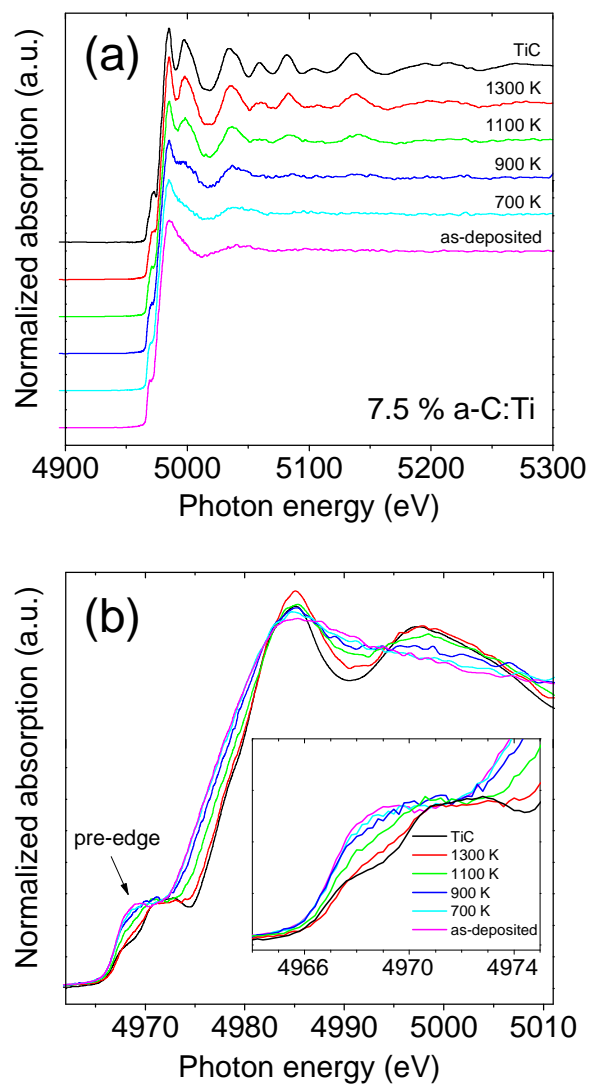 (a)
TiC
1300 K
1100 K
900 K
700 K
as-deposited
7.5 % a-C:Ti
Normalized absorption (a.u.)
4900 5000 5100 5200 5300
Photon energy (eV)
(b)
Normalized absorption (a.u.)
pre-edge
TiC
1300 K
1100 K
900 K
700 K
as-deposited
4966 4970 4974
4970 4980 4990 5000 5010
Photon energy (eV)